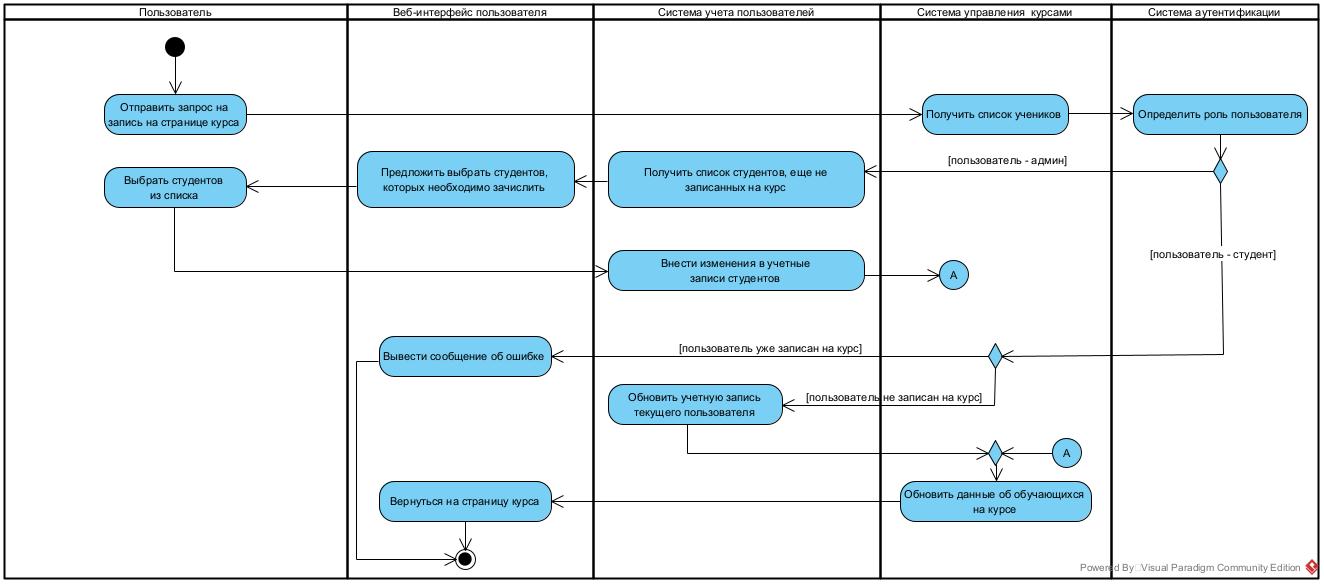 Пользователь
Веб-интерфейс пользователя
Система учета пользователей
Система управления курсами
Система аутентификации
Отправить запрос на
запись на странице курса
Получить список учеников
Определить роль пользователя
[пользователь - админ]
Выбрать студентов
из списка
Предложить выбрать студентов,
которых необходимо зачислить
Получить список студентов, еще не
записанных на курс
[пользователь - студент]
Внести изменения в учетные
записи студентов
A
Вывести сообщение об ошибке
[пользователь уже записан на курс]
Обновить учетную запись
текущего пользователя
[пользователь не записан на курс]
A
Вернуться на страницу курса
Обновить данные об обучающихся
на курсе
Powered By Visual Paradigm Community Edition